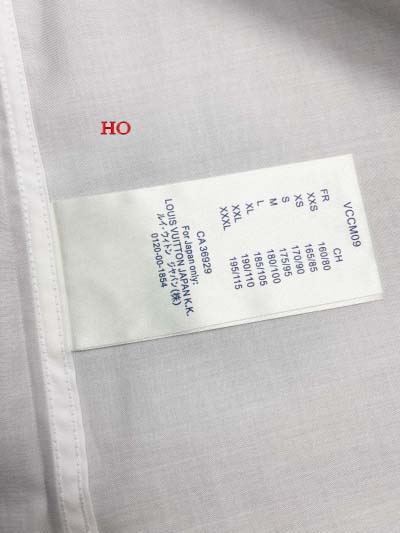 HO
VCCM09
FR CH
XXS 160/80
XS 165/85
S 170/90
M 175/95
L 180/100
XL 185/105
XXL 190/110
XXXL 195/115
CA 36929
For Japan only:
LOUIS VUITTON JAPAN K.K.
ルイ・ヴィトン ジャパン(株)
0120-00-1854